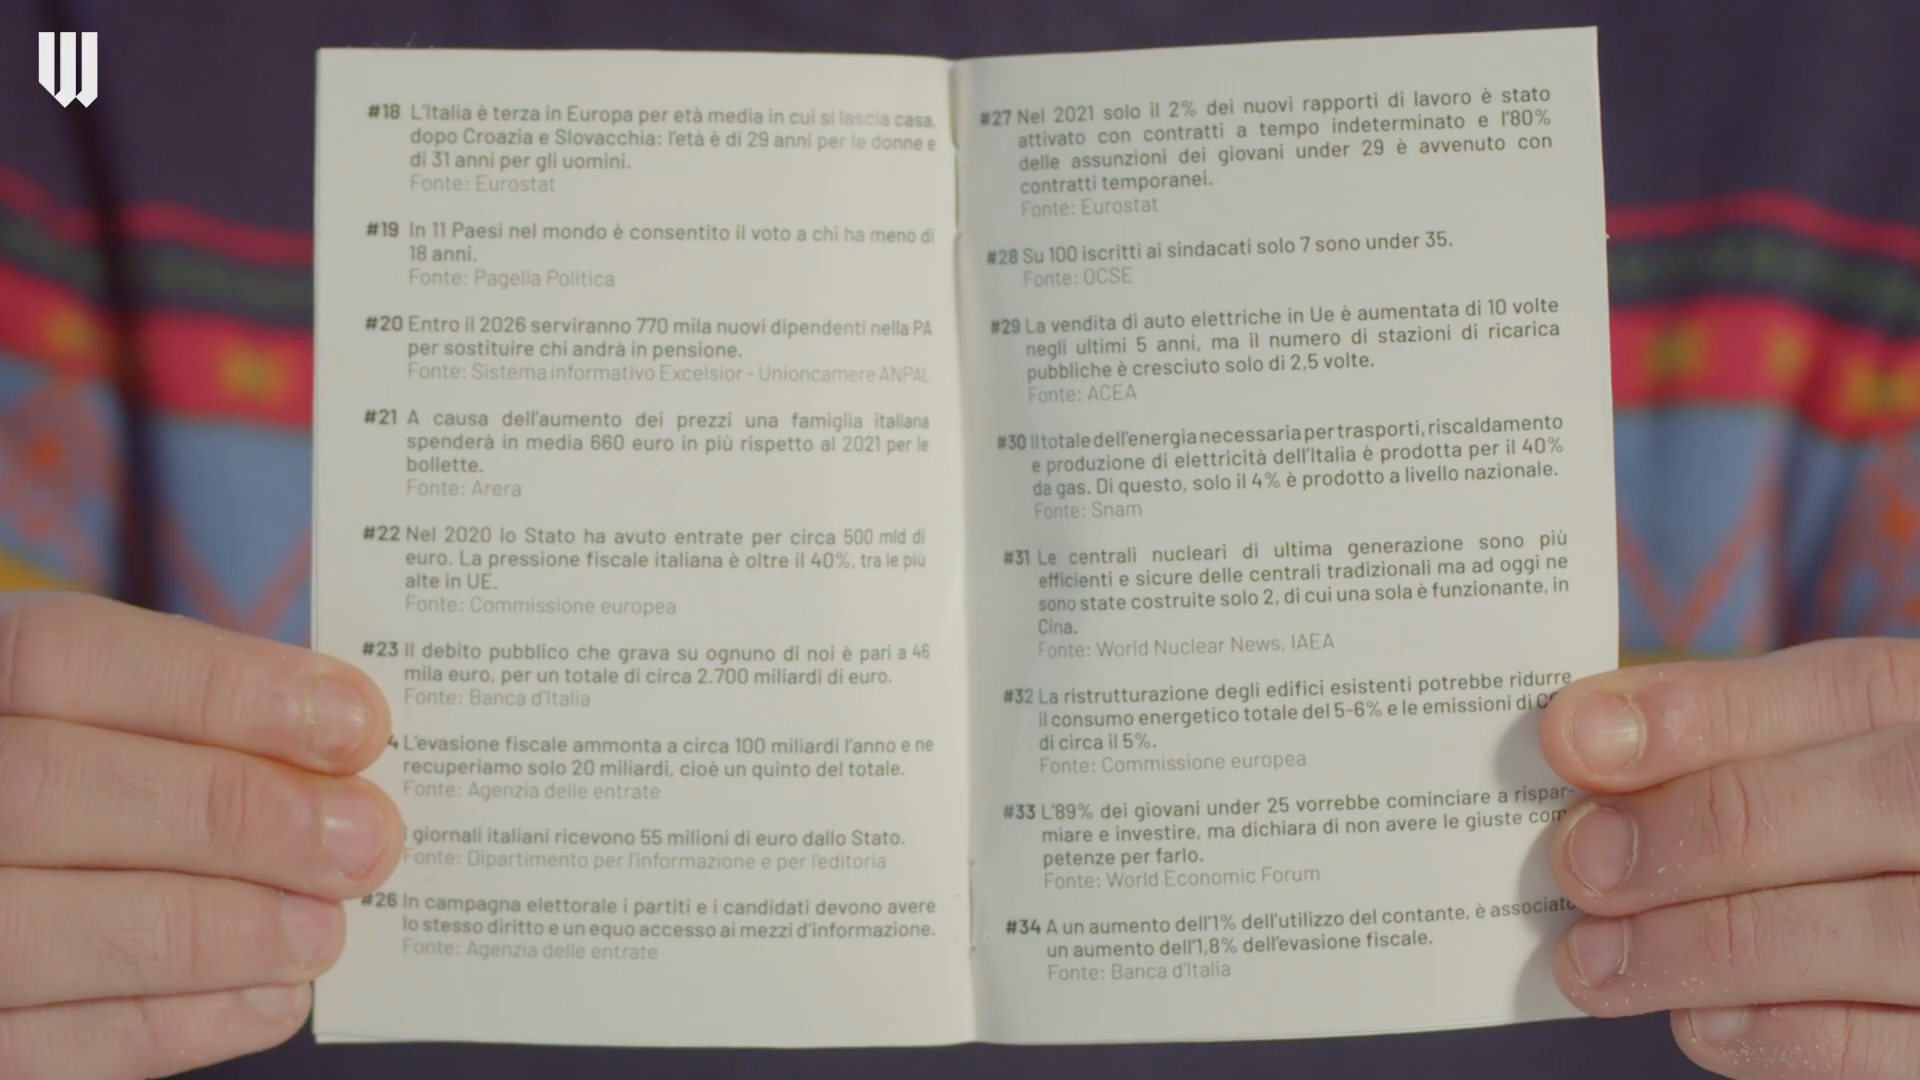 #18 L'Italia è terza in Europa per età media in cui si lascia casa,
dopo Croazia e Slovacchia: l'età è di 29 anni per le donne e
di 31 anni per gli uomini.
Fonte: Eurostat
#19 In 11 Paesi nel mondo è consentito il voto a chi ha meno di
18 anni.
Fonte: Pagella Politica
#20 Entro il 2026 serviranno 770 mila nuovi dipendenti nella PA
per sostituire chi andrà in pensione.
Fonte: Sistema informativo Excelsior - Unioncamere ANPAL
#21 A causa dell'aumento dei prezzi una famiglia italiana
spenderà in media 660 euro in più rispetto al 2021 per le
bollette.
Fonte: Arera
#22 Nel 2020 lo Stato ha avuto entrate per circa 500 mld di
euro. La pressione fiscale italiana è oltre il 40%, tra le più
alte in UE.
Fonte: Commissione europea
#23 Il debito pubblico che grava su ognuno di noi è pari a 46
mila euro, per un totale di circa 2.700 miliardi di euro.
Fonte: Banca d'Italia
4 L'evasione fiscale ammonta a circa 100 miliardi l'anno e ne
recuperiamo solo 20 miliardi, cioè un quinto del totale.
Fonte: Agenzia delle entrate
I giornali italiani ricevono 55 milioni di euro dallo Stato.
Fonte: Dipartimento per l'informazione e per l'editoria
#26 In campagna elettorale i partiti e i candidati devono avere
lo stesso diritto e un equo accesso ai mezzi d'informazione.
Fonte: Agenzia delle entrate
#27 Nel 2021 solo il 2% dei nuovi rapporti di lavoro è stato
attivato con contratti a tempo indeterminato e l'80%
delle assunzioni dei giovani under 29 è avvenuto con
contratti temporanei.
Fonte: Eurostat
#28 Su 100 iscritti ai sindacati solo 7 sono under 35.
Fonte: OCSE
#29 La vendita di auto elettriche in Ue è aumentata di 10 volte
negli ultimi 5 anni, ma il numero di stazioni di ricarica
pubbliche è cresciuto solo di 2,5 volte.
Fonte: ACEA
#30 Il totale dell'energia necessaria per trasporti, riscaldamento
e produzione di elettricità dell'Italia è prodotta per il 40%
da gas. Di questo, solo il 4% è prodotto a livello nazionale.
Fonte: Snam
#31 Le centrali nucleari di ultima generazione sono più
efficienti e sicure delle centrali tradizionali ma ad oggi ne
sono state costruite solo 2, di cui una sola è funzionante, in
Cina.
Fonte: World Nuclear News, IAEA
#32 La ristrutturazione degli edifici esistenti potrebbe ridurre
il consumo energetico totale del 5-6% e le emissioni di
di circa il 5%.
Fonte: Commissione europea
#33 L'89% dei giovani under 25 vorrebbe cominciare a rispar-
miare e investire, ma dichiara di non avere le giuste com
petenze per farlo.
Fonte: World Economic Forum
#34 A un aumento dell'1% dell'utilizzo del contante, è associato
un aumento dell'1,8% dell'evasione fiscale.
Fonte: Banca d'Italia